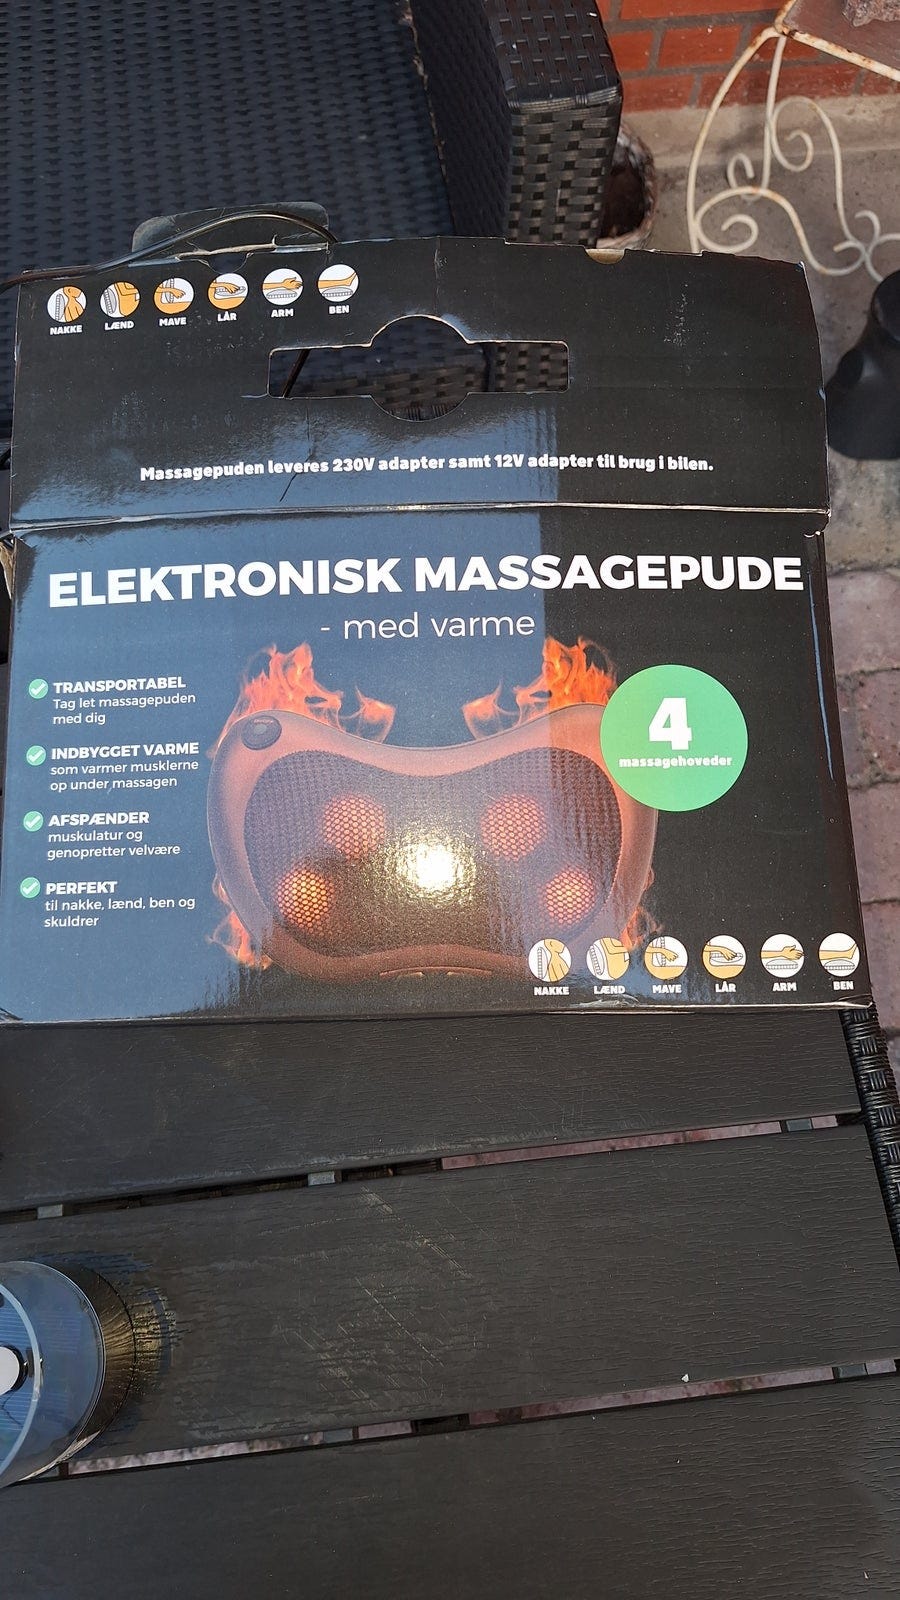 NAKKE LÆND MAVE LÅR ARM BEN
Massagepuden leveres 230V adapter samt 12V adapter til brug i bilen.
ELEKTRONISK MASSAGEPUDE
- med varme
TRANSPORTABEL
Tag let massagepuden
med dig
INDBYGGET VARME
som varmer musklerne
op under massagen
AFSPÆNDER
muskulatur og
genopretter velvære
PERFEKT
til nakke, lænd, ben og
skuldrer
4
massagehoveder
NAKKE LÆND MAVE LÅR ARM BEN